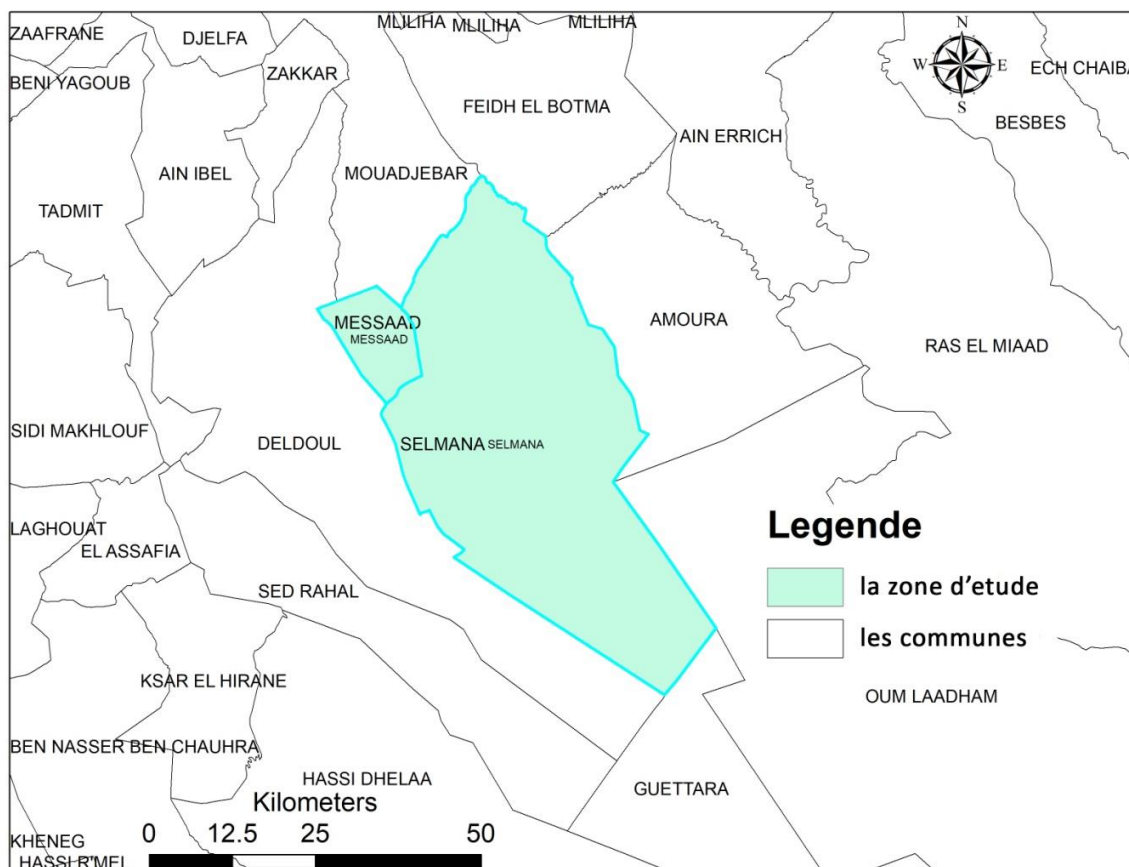 MLILIHA
MLILIHA
MLILIHA
ZAAFRANE
DJELFA
N
W
E
S
ZAKKAR
ECH CHAIBA
BENI YAGOUB
FEIDH EL BOTMA
BESBES
AIN ERRICH
AIN IBEL
MOUADJEBAR
TADMIT
MESSAAD
MESSAAD
AMOURA
RAS EL MIAAD
SIDI MAKHLOUF
DELDOUL
SELMANA
SELMANA
LAGHOUAT
EL ASSAFIA
Legende
la zone d'etude
les communes
SED RAHAL
KSAR EL HIRANE
OUM LAADHAM
BEN NASSER BEN CHAUHRA
HASSI DHELAA
GUETTARA
Kilometers
0 12.5 25 50
KHENEG
HASSI R'MEL